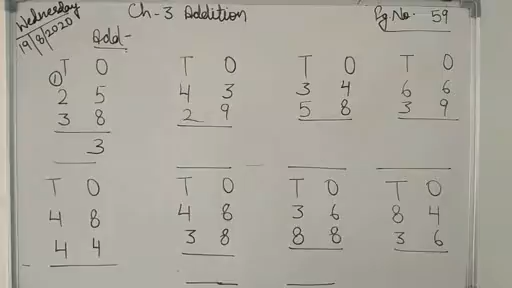 Wednesday Ch-3 Addition Pg.No. 59
19/8/2020
Add-
T O T O T O T O
1
2 5 4 3 3 4 6 6
3 8 2 9 5 8 3 9
3
T O T O T O T O
4 8 4 8 3 6 8 4
4 4 3 8 8 8 3 6